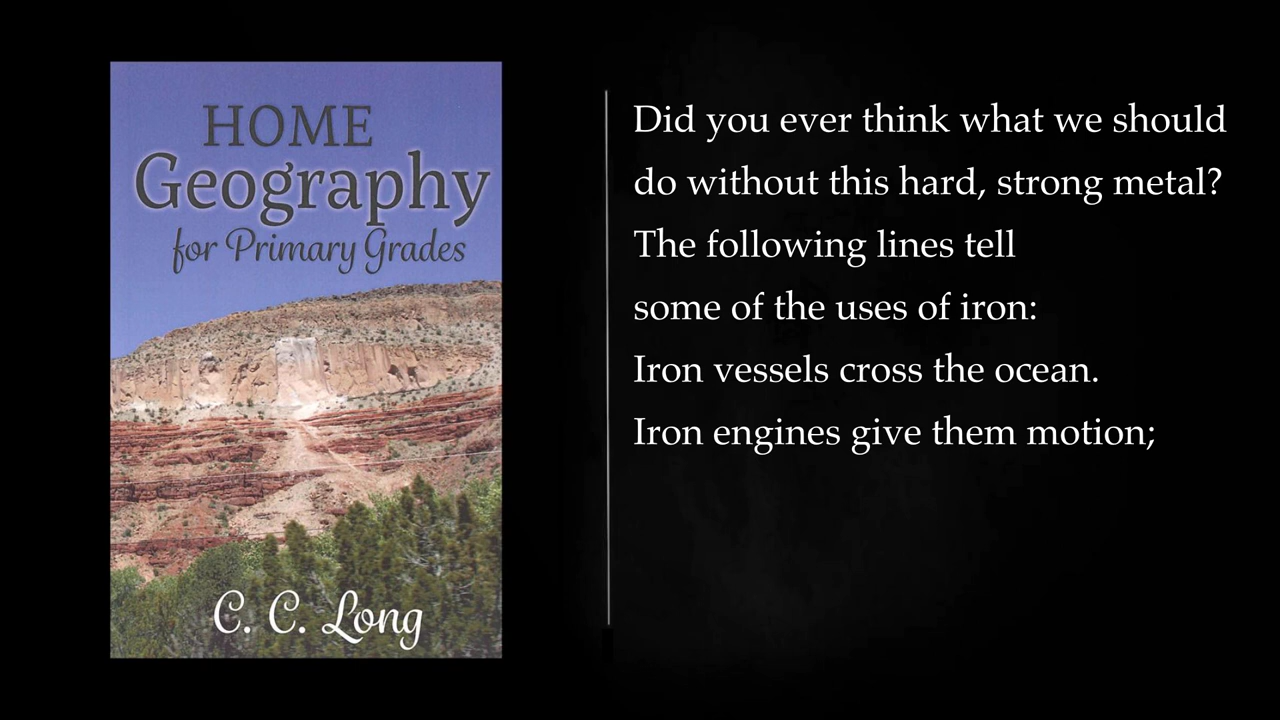 HOME
Geography
for Primary Grades
C. C. Long
Did you ever think what we should
do without this hard, strong metal?
The following lines tell
some of the uses of iron:
Iron vessels cross the ocean.
Iron engines give them motion;